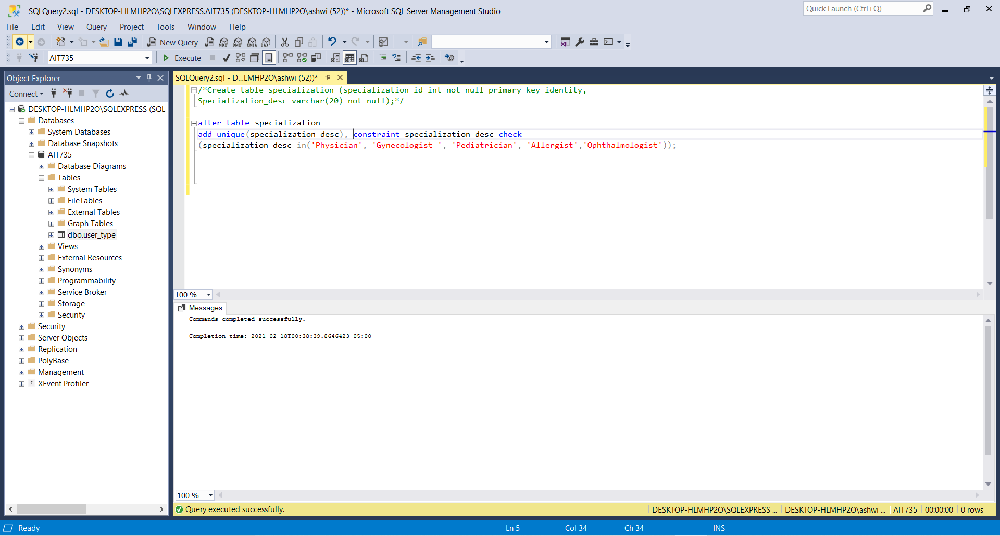 SQLQuery2.sql - DESKTOP-HLMHP2O\SQLEXPRESS.AIT735 (DESKTOP-HLMHP2O\ashwi (52))* - Microsoft SQL Server Management Studio
Quick Launch (Ctrl+Q)
File Edit View Query Project Tools Window Help
New Query MDX DMX XMLA DAX
AIT735 Execute
Object Explorer
SQLQuery2.sql - D...LMHP2O\ashwi (52))*
Connect
DESKTOP-HLMHP2O\SQLEXPRESS (SQL
Databases
System Databases
Database Snapshots
AIT735
Database Diagrams
Tables
System Tables
FileTables
External Tables
Graph Tables
dbo.user_type
Views
External Resources
Synonyms
Programmability
Service Broker
Storage
Security
Security
Server Objects
Replication
PolyBase
Management
XEvent Profiler
/*Create table specialization (specialization_id int not null primary key identity,
Specialization_desc varchar(20) not null);*/
alter table specialization
add unique(specialization_desc), constraint specialization_desc check
(specialization_desc in('Physician', 'Gynecologist ', 'Pediatrician', 'Allergist','Ophthalmologist'));
100 %
Messages
Commands completed successfully.
Completion time: 2021-02-18T00:38:39.8646423-05:00
100 %
Query executed successfully. DESKTOP-HLMHP2O\SQLEXPRESS ... DESKTOP-HLMHP2O\ashwi ... AIT735 00:00:00 0 rows
Ready Ln 5 Col 34 Ch 34 INS